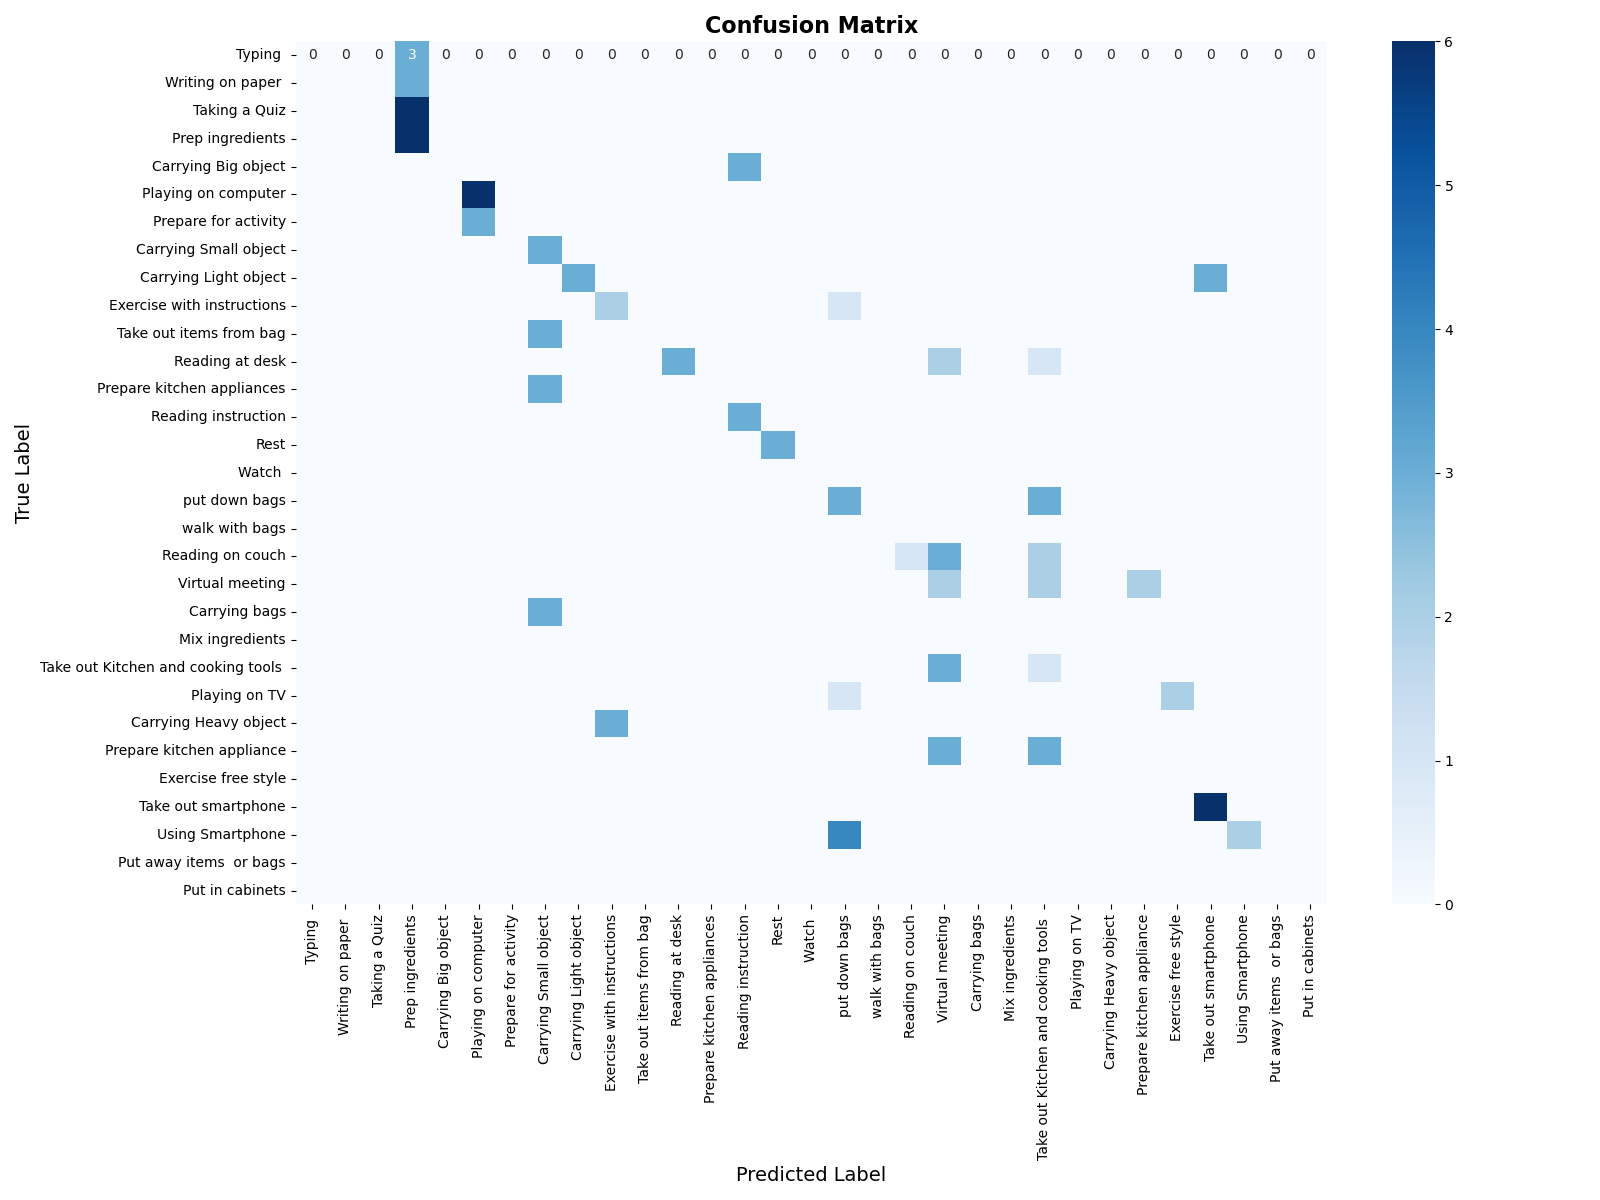 Confusion Matrix
Typing 0 0 0 3 0 0 0 0 0 0 0 0 0 0 0 0 0 0 0 0 0 0 0 0 0 0 0 0 0 0 0
Writing on paper
Taking a Quiz
Prep ingredients
Carrying Big object
Playing on computer
Prepare for activity
Carrying Small object
Carrying Light object
Exercise with instructions
Take out items from bag
Reading at desk
Prepare kitchen appliances
Reading instruction
Rest
Watch
put down bags
walk with bags
Reading on couch
Virtual meeting
Carrying bags
Mix ingredients
Take out Kitchen and cooking tools
Playing on TV
Carrying Heavy object
Prepare kitchen appliance
Exercise free style
Take out smartphone
Using Smartphone
Put away items  or bags
Put in cabinets
True Label
Typing
Writing on paper
Taking a Quiz
Prep ingredients
Carrying Big object
Playing on computer
Prepare for activity
Carrying Small object
Carrying Light object
Exercise with instructions
Take out items from bag
Reading at desk
Prepare kitchen appliances
Reading instruction
Rest
Watch
put down bags
walk with bags
Reading on couch
Virtual meeting
Carrying bags
Mix ingredients
Take out Kitchen and cooking tools
Playing on TV
Carrying Heavy object
Prepare kitchen appliance
Exercise free style
Take out smartphone
Using Smartphone
Put away items  or bags
Put in cabinets
Predicted Label
6
5
4
3
2
1
0